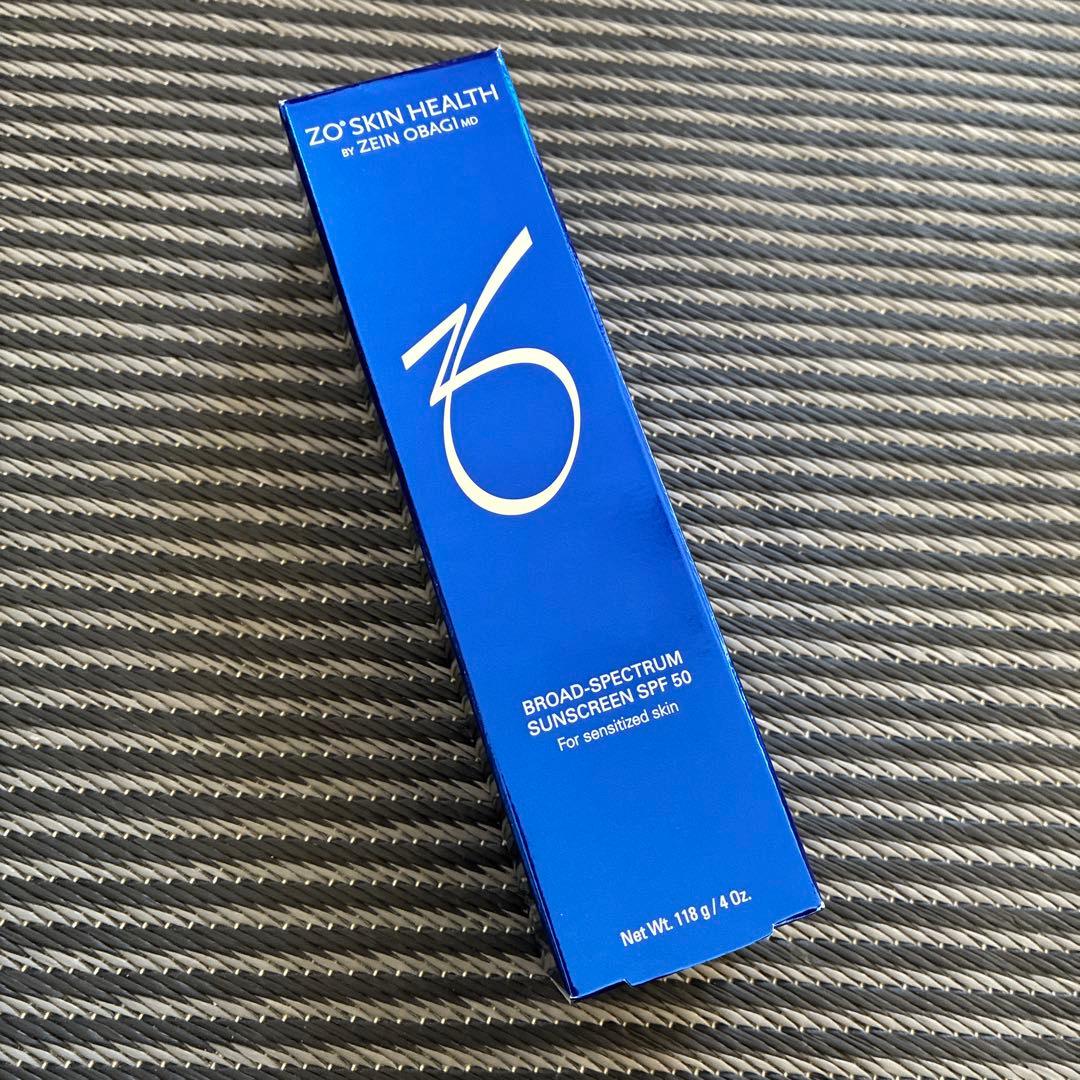 ZO® SKIN HEALTH
BY ZEIN OBAGI MD
ZO
BROAD-SPECTRUM
SUNSCREEN SPF 50
For sensitized skin
Net Wt. 118 g / 4 Oz.